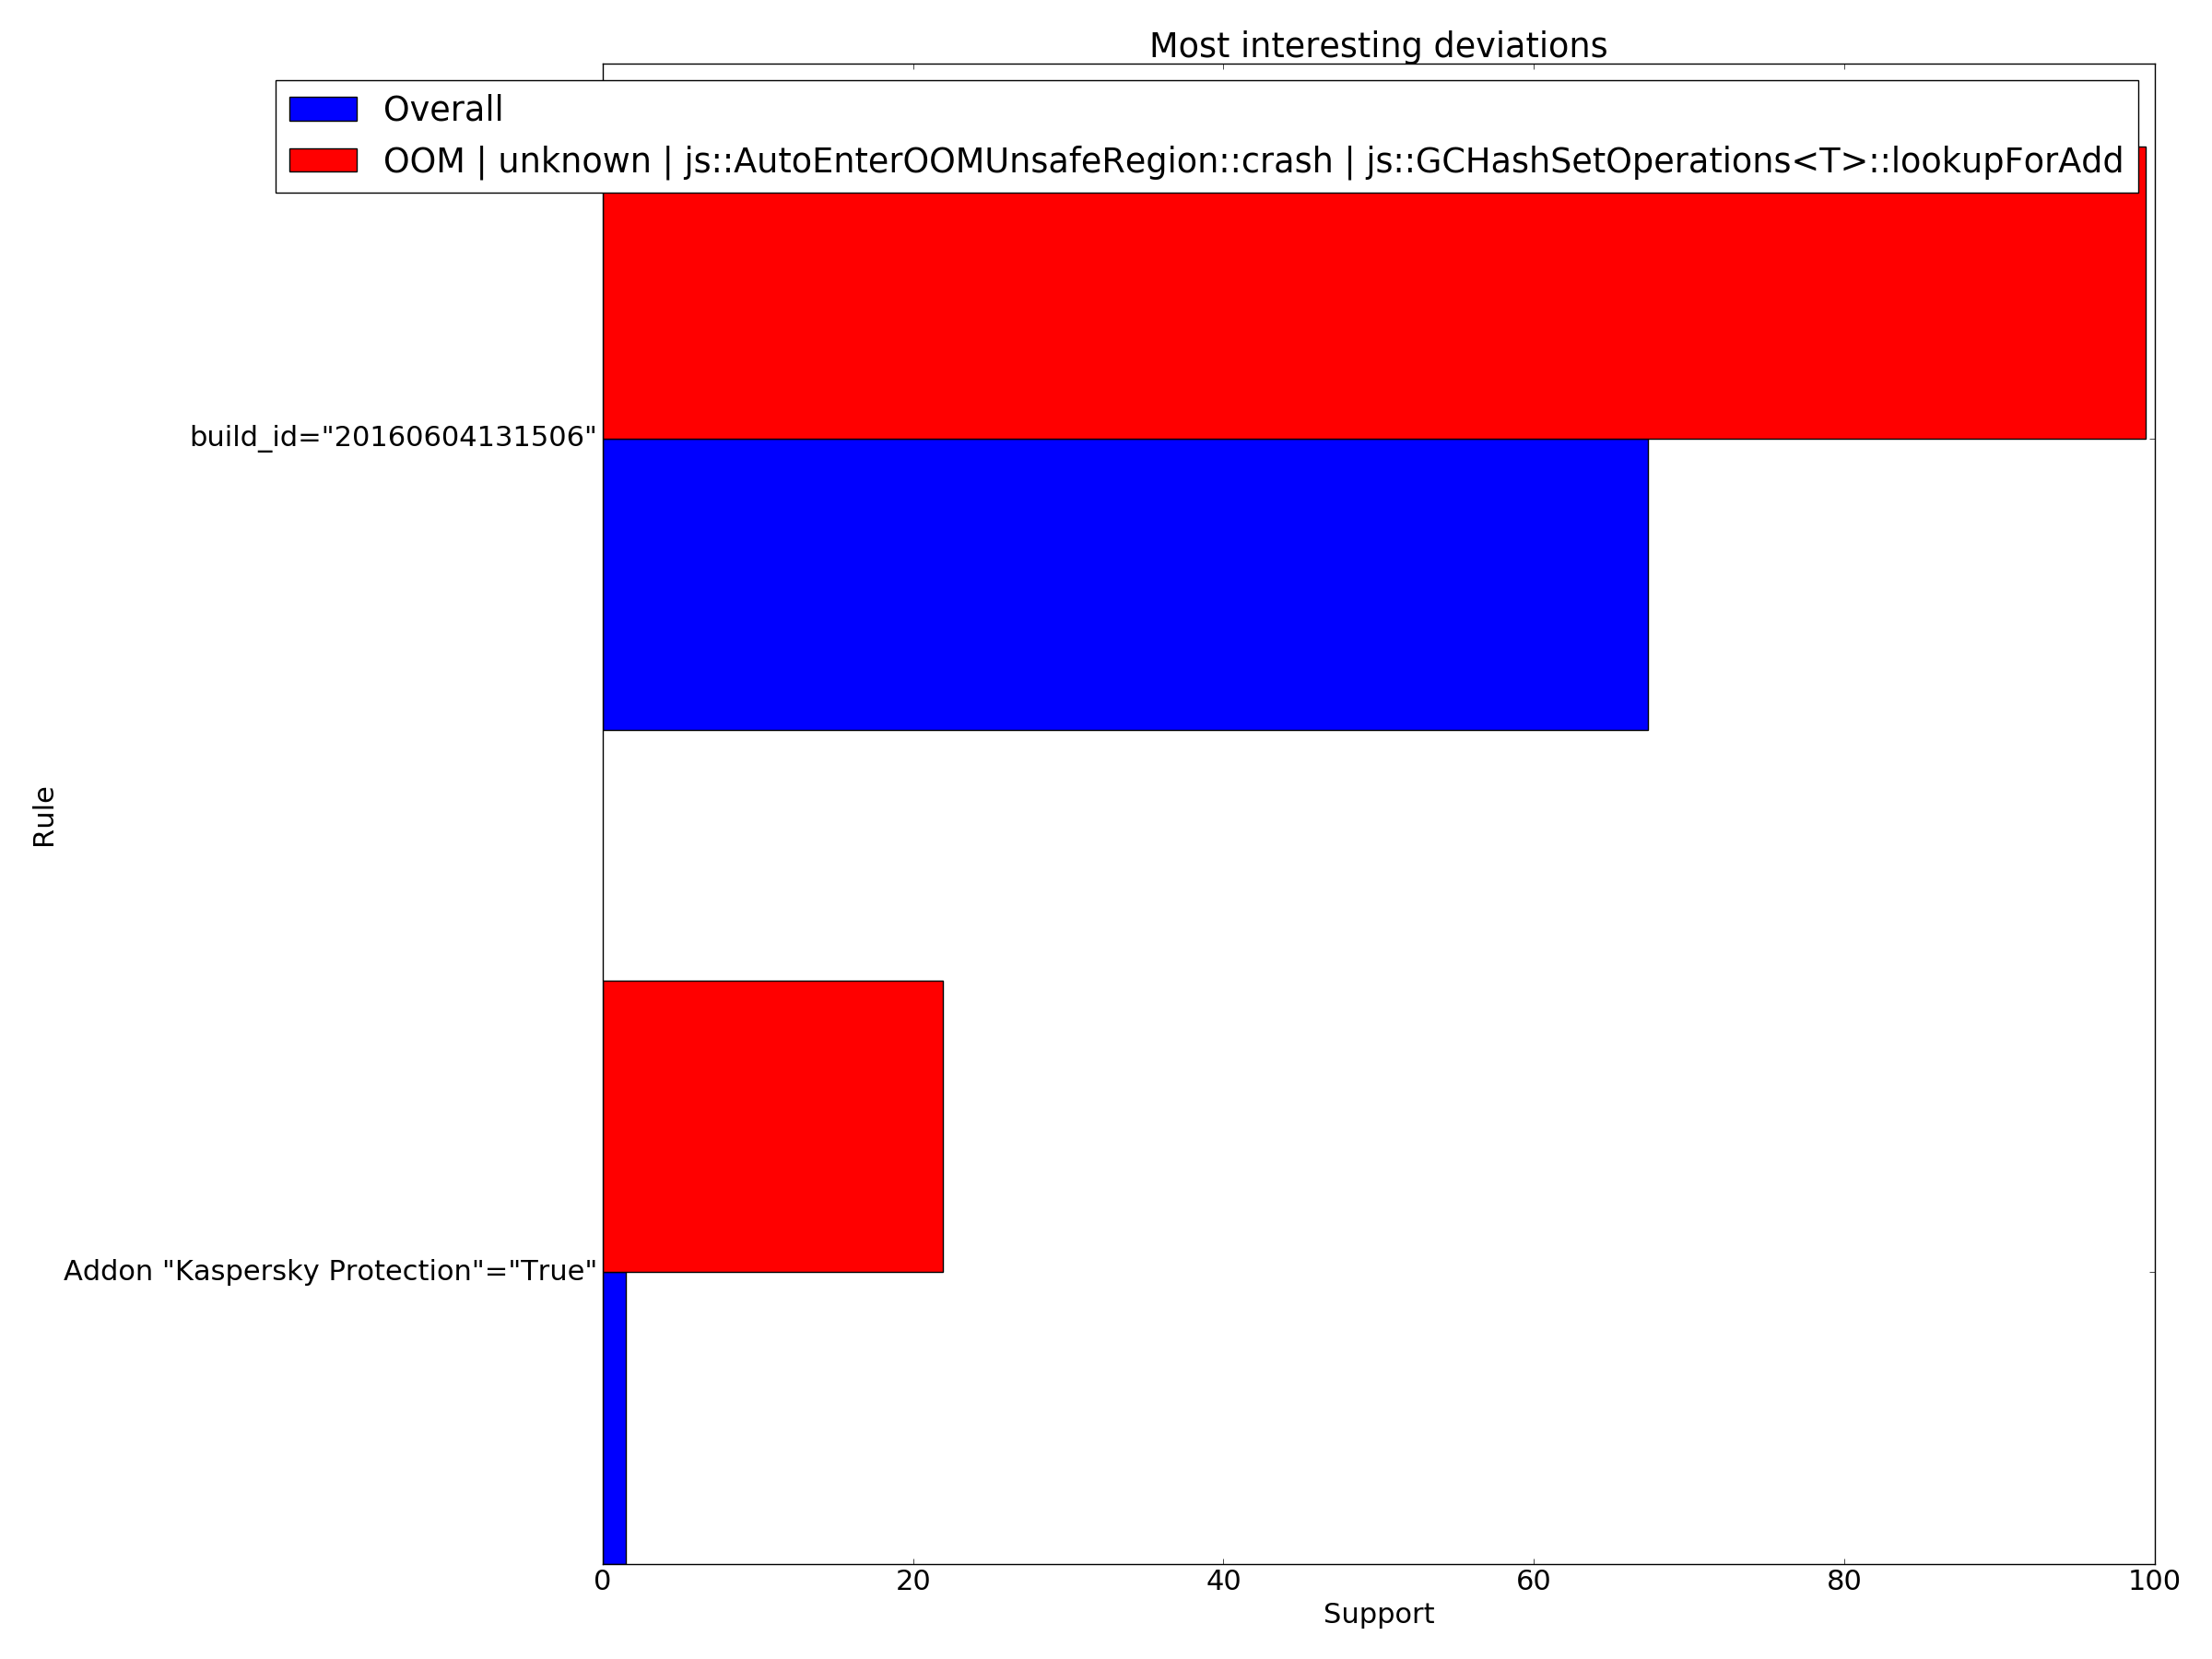 Most interesting deviations
Overall
OOM | unknown | js::AutoEnterOOMUnsafeRegion::crash | js::GCHashSetOperations<T>::lookupForAdd
build_id="20160604131506"
Rule
Addon "Kaspersky Protection"="True"
0 20 40 60 80 100
Support